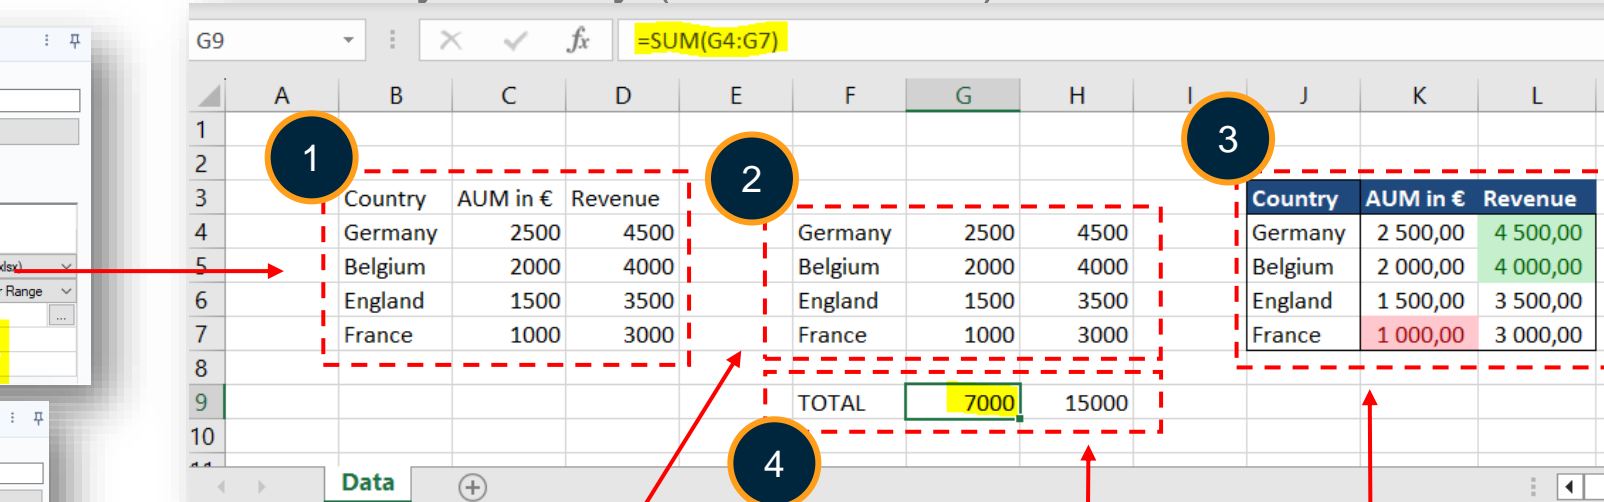 G9 fx =SUM(G4:G7)
A B C D E F G H I J K L
1
1 2 3
2
3 Country AUM in € Revenue Country AUM in € Revenue
4 Germany 2500 4500 Germany 2500 4500 Germany 2 500,00 4 500,00
xlsx) 5 Belgium 2000 4000 Belgium 2000 4000 Belgium 2 000,00 4 000,00
r Range 6 England 1500 3500 England 1500 3500 England 1 500,00 3 500,00
... 7 France 1000 3000 France 1000 3000 France 1 000,00 3 000,00
8
9 TOTAL 7000 15000
10
4
Data